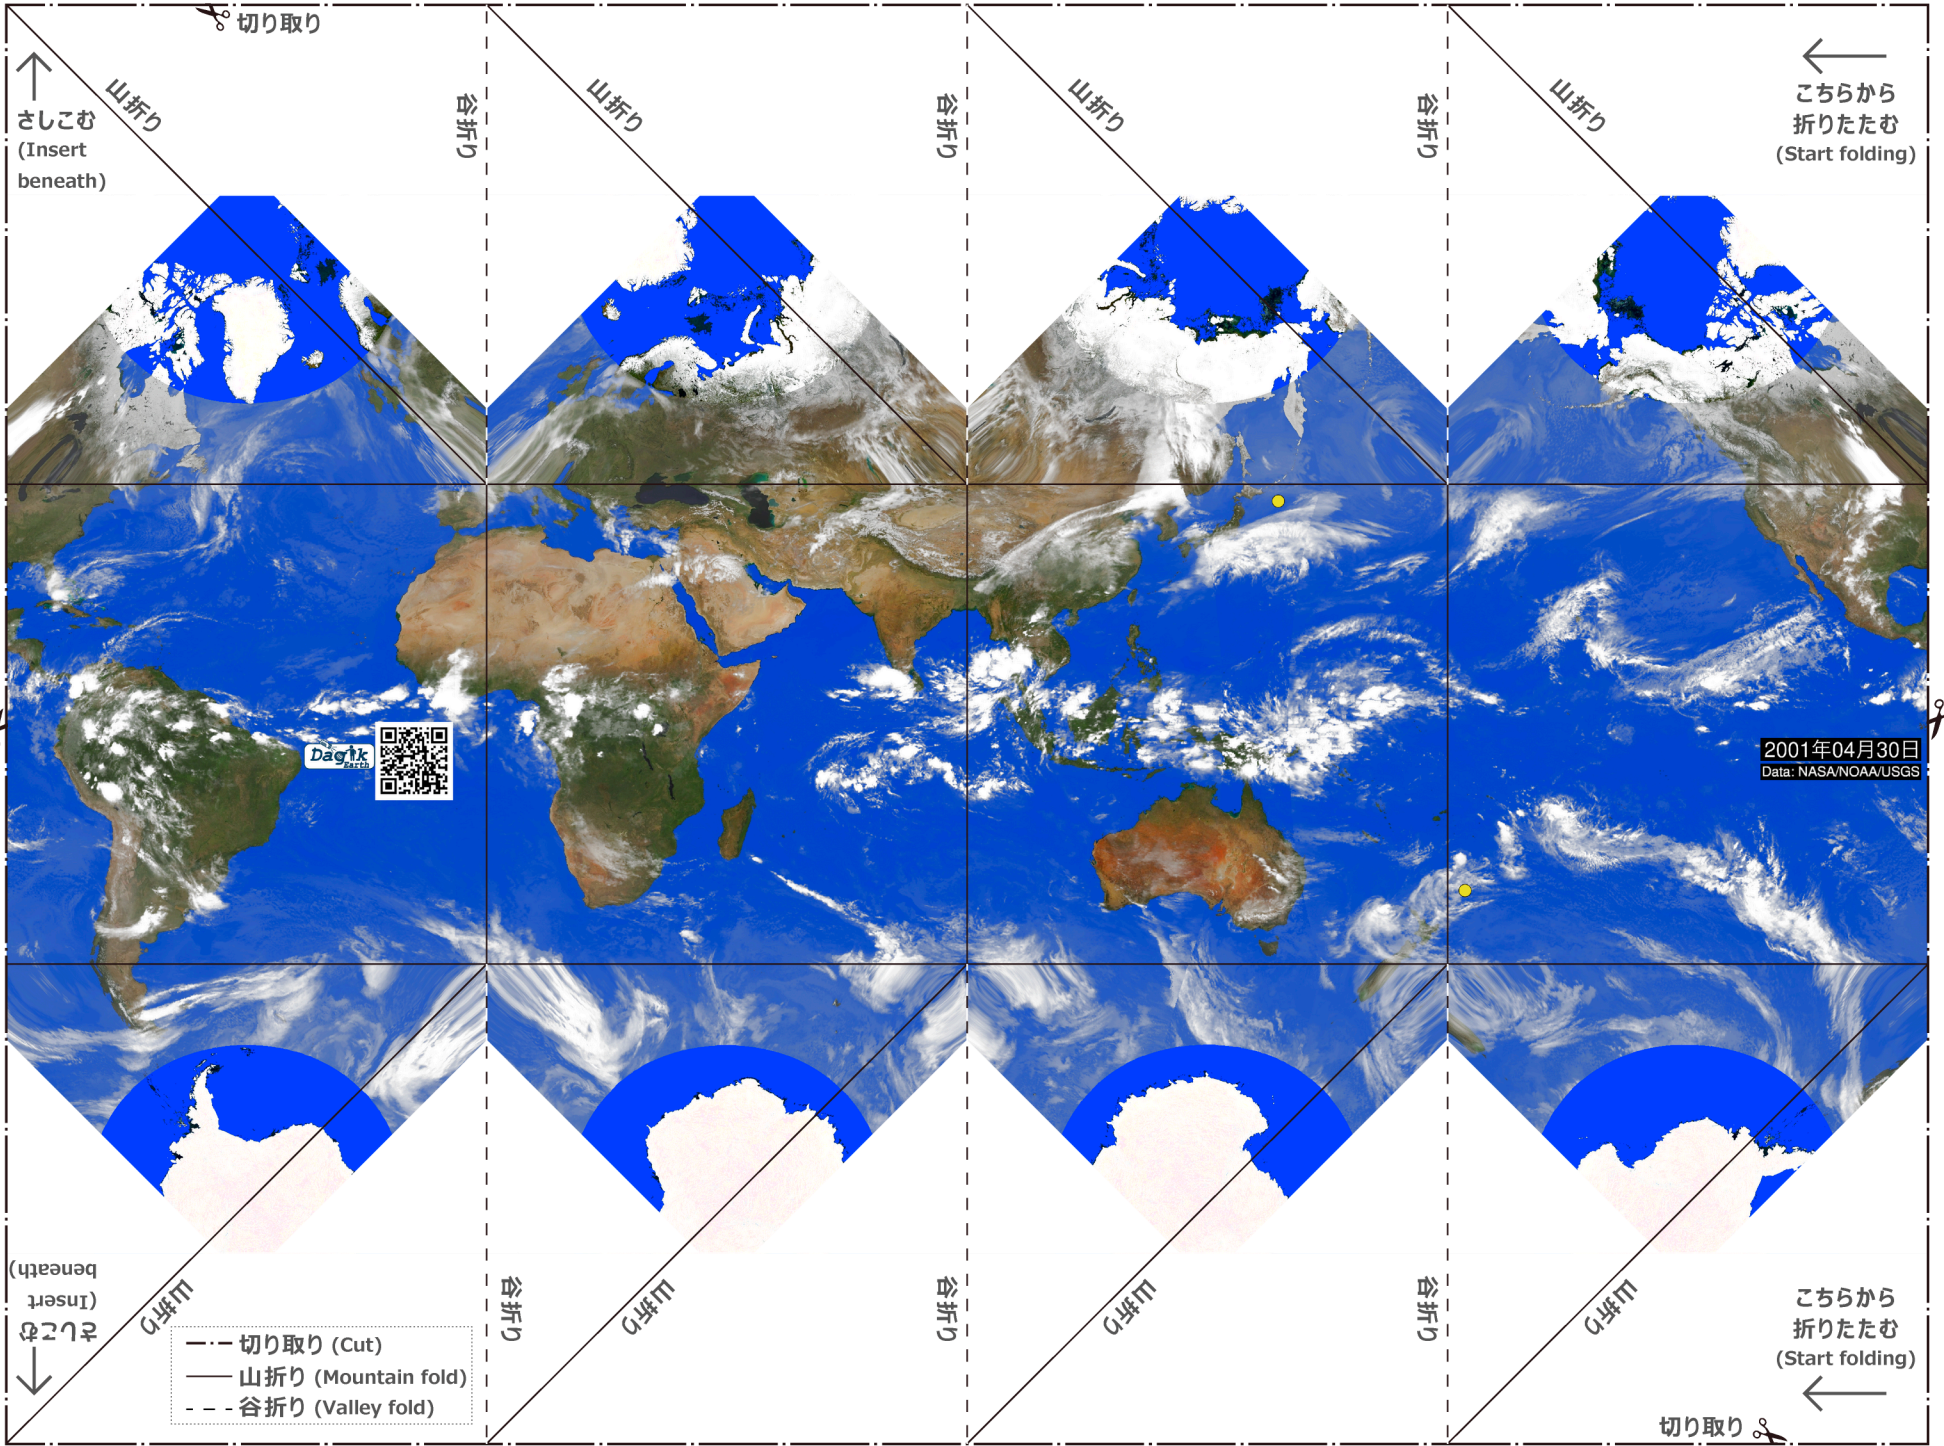 切り取り
さしこむ
(Insert
beneath)
山折り
谷折り
山折り
谷折り
山折り
谷折り
山折り
こちらから
折りたたむ
(Start folding)
Dagik
Earth
2001年04月30日
Data: NASA/NOAA/USGS
さしこむ
(Insert
beneath)
山折り
谷折り
山折り
谷折り
山折り
谷折り
山折り
こちらから
折りたたむ
(Start folding)
切り取り (Cut)
山折り (Mountain fold)
谷折り (Valley fold)
切り取り